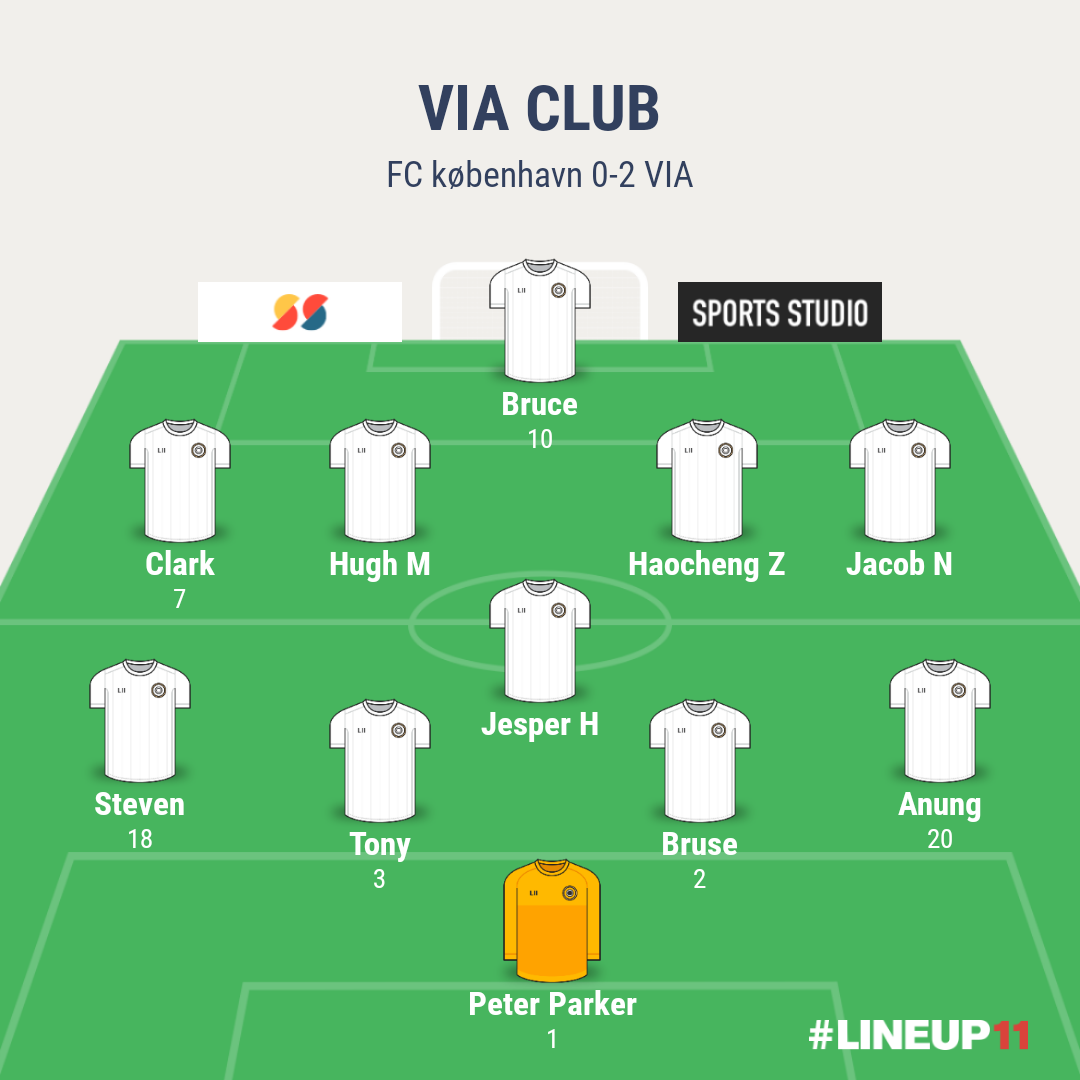 VIA CLUB
FC københavn 0-2 VIA
SPORTS STUDIO
Bruce
10
Clark
7
Hugh M
Haocheng Z
Jacob N
Jesper H
Steven
18
Tony
3
Bruse
2
Anung
20
Peter Parker
1
#LINEUP11